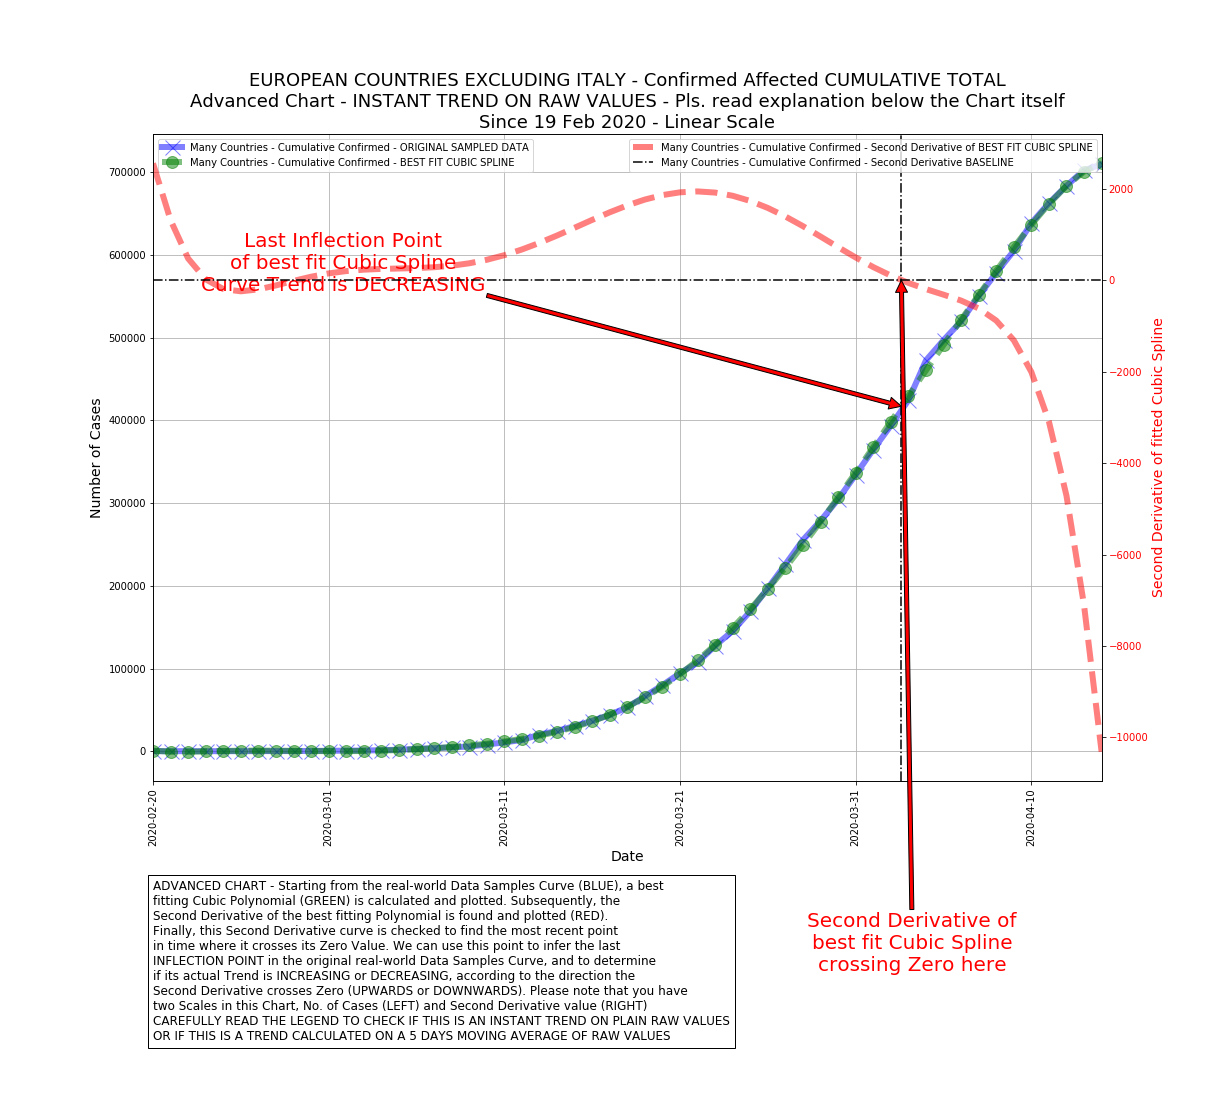 EUROPEAN COUNTRIES EXCLUDING ITALY - Confirmed Affected CUMULATIVE TOTAL
Advanced Chart - INSTANT TREND ON RAW VALUES - Pls. read explanation below the Chart itself
Since 19 Feb 2020 - Linear Scale
Many Countries - Cumulative Confirmed - ORIGINAL SAMPLED DATA
Many Countries - Cumulative Confirmed - BEST FIT CUBIC SPLINE
Many Countries - Cumulative Confirmed - Second Derivative of BEST FIT CUBIC SPLINE
Many Countries - Cumulative Confirmed - Second Derivative BASELINE
Last Inflection Point
of best fit Cubic Spline
Curve Trend is DECREASING
Number of Cases
700000
600000
500000
400000
300000
200000
100000
0
2000
0
−2000
−4000
−6000
−8000
−10000
Second Derivative of fitted Cubic Spline
2020-02-20
2020-03-01
2020-03-11
2020-03-21
2020-03-31
2020-04-10
Date
Second Derivative of
best fit Cubic Spline
crossing Zero here
ADVANCED CHART - Starting from the real-world Data Samples Curve (BLUE), a best
fitting Cubic Polynomial (GREEN) is calculated and plotted. Subsequently, the
Second Derivative of the best fitting Polynomial is found and plotted (RED).
Finally, this Second Derivative curve is checked to find the most recent point
in time where it crosses its Zero Value. We can use this point to infer the last
INFLECTION POINT in the original real-world Data Samples Curve, and to determine
if its actual Trend is INCREASING or DECREASING, according to the direction the
Second Derivative crosses Zero (UPWARDS or DOWNWARDS). Please note that you have
two Scales in this Chart, No. of Cases (LEFT) and Second Derivative value (RIGHT)
CAREFULLY READ THE LEGEND TO CHECK IF THIS IS AN INSTANT TREND ON PLAIN RAW VALUES
OR IF THIS IS A TREND CALCULATED ON A 5 DAYS MOVING AVERAGE OF RAW VALUES